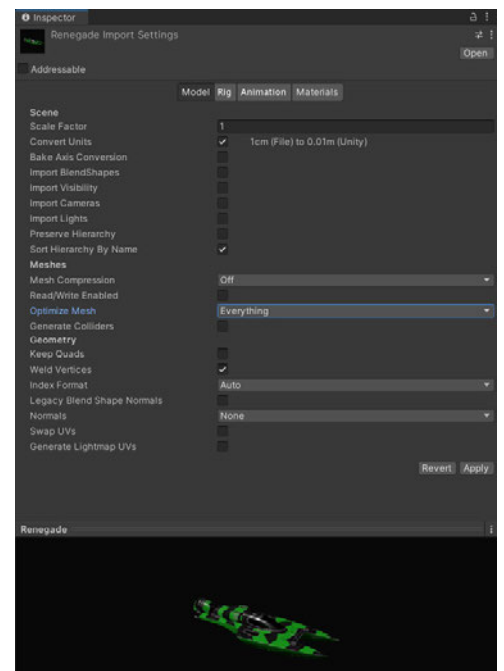 Inspector
Renegade Import Settings
Open
Addressable
Model Rig Animation Materials
Scene
Scale Factor 1
Convert Units 1cm (File) to 0.01m (Unity)
Bake Axis Conversion
Import BlendShapes
Import Visibility
Import Cameras
Import Lights
Preserve Hierarchy
Sort Hierarchy By Name
Meshes
Mesh Compression Off
Read/Write Enabled
Optimize Mesh Everything
Generate Colliders
Geometry
Keep Quads
Weld Vertices
Index Format Auto
Legacy Blend Shape Normals
Normals None
Swap UVs
Generate Lightmap UVs
Revert Apply
Renegade